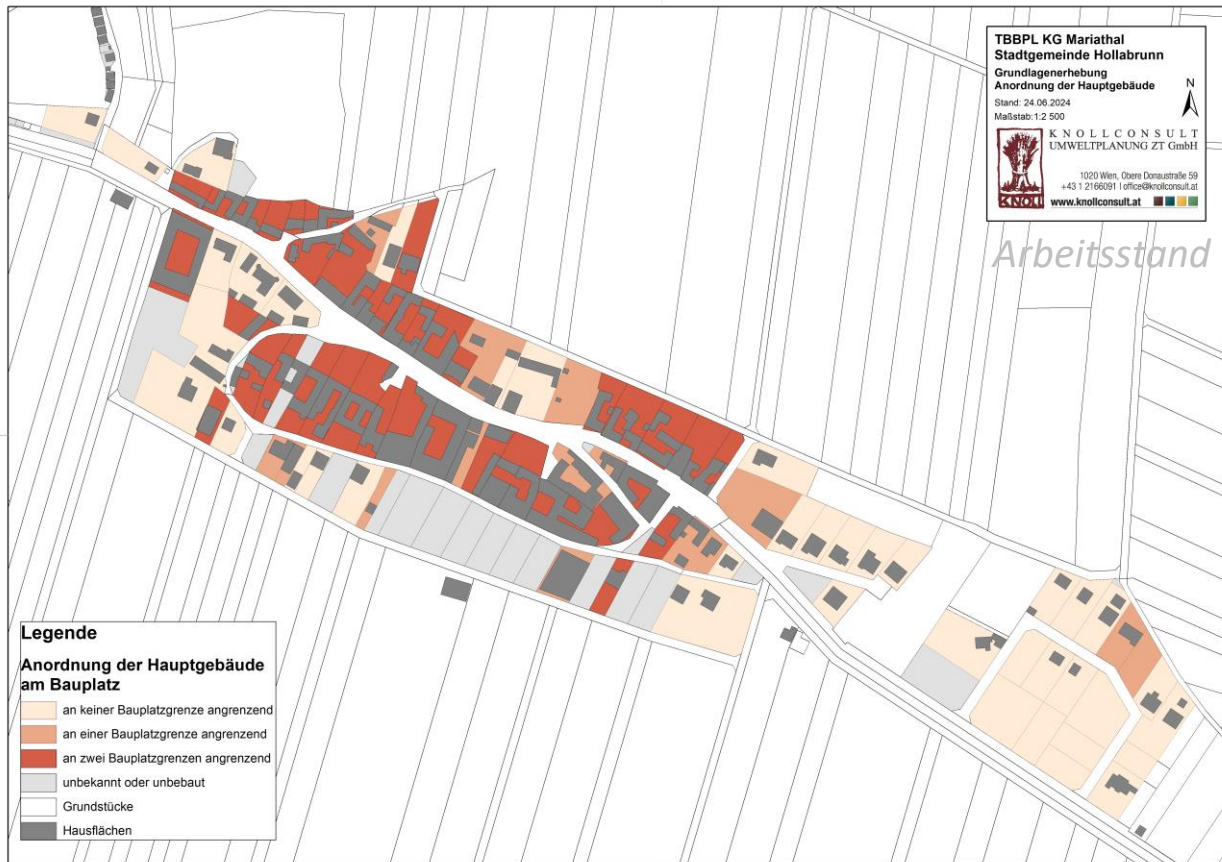 TBBPL KG Mariathal
Stadtgemeinde Hollabrunn
Grundlagenerhebung
Anordnung der Hauptgebäude
Stand: 24.06.2024
Maßstab:1:2 500
N
KNOLL
K N O L L C O N S U L T
UMWELTPLANUNG ZT GmbH
1020 Wien, Obere Donaustraße 59
+43 1 2166091 I office@knollconsult.at
www.knollconsult.at
Arbeitsstand
Legende
Anordnung der Hauptgebäude
am Bauplatz
an keiner Bauplatzgrenze angrenzend
an einer Bauplatzgrenze angrenzend
an zwei Bauplatzgrenzen angrenzend
unbekannt oder unbebaut
Grundstücke
Hausflächen